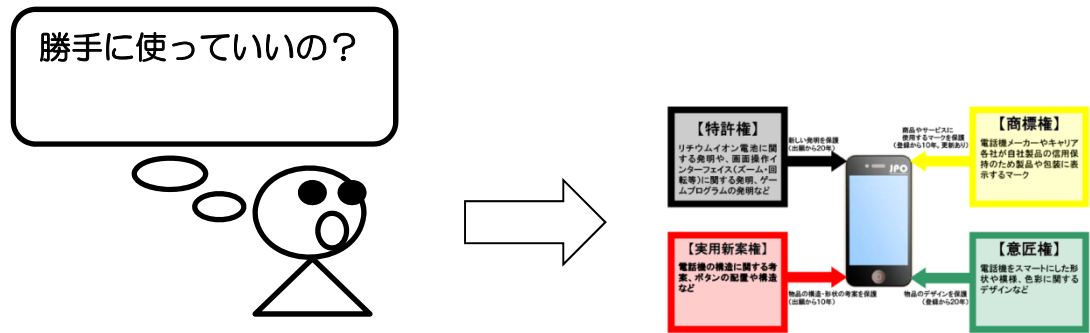 勝手に使っていいの？
【特許権】
リチウムイオン電池に関
する発明や、画面操作イ
ンターフェイス（ズーム・回
転等）に関する発明、ゲー
ムプログラムの発明など
新しい発明を保護
（出願から20年）
商品やサービスに
使用するマークを保護
（登録から10年。更新あり）
【商標権】
電話機メーカーやキャリア
各社が自社製品の信用保
持のため製品や包装に表
示するマーク
JPO
【実用新案権】
電話機の構造に関する考
案、ボタンの配置や構造
など
物品の構造・形状の考案を保護
（出願から10年）
物品のデザインを保護
（登録から20年）
【意匠権】
電話機をスマートにした形
状や模様、色彩に関する
デザインなど